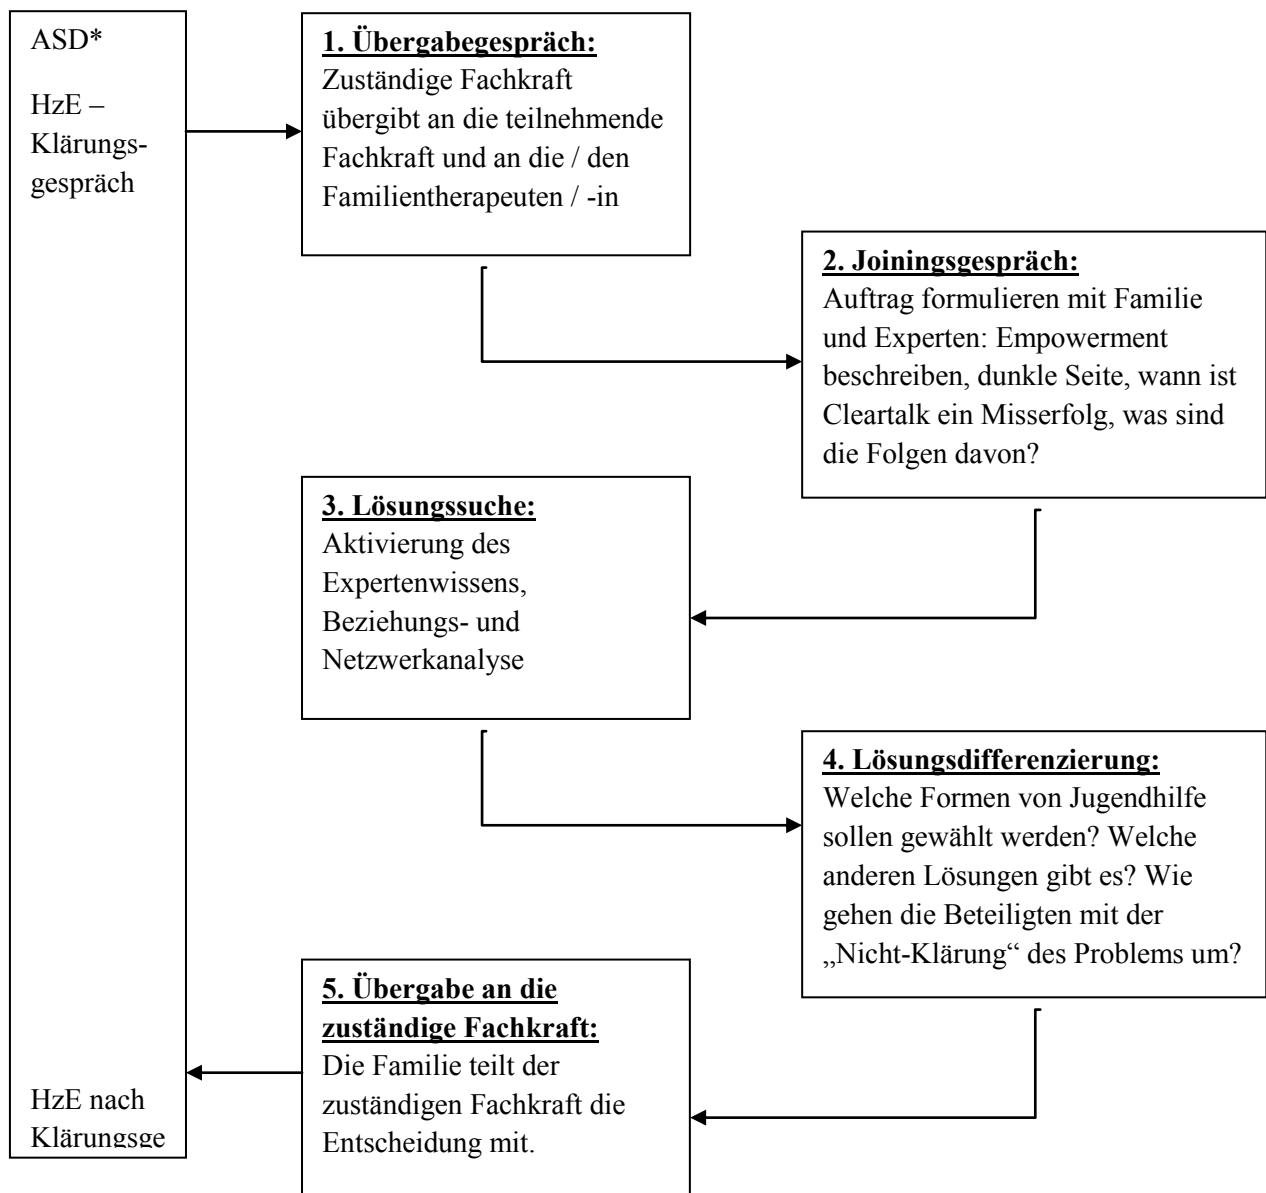 ASD*
HzE –
Klärungs-
gespräch
1. Übergabegespräch:
Zuständige Fachkraft
übergibt an die teilnehmende
Fachkraft und an die / den
Familientherapeuten / -in
2. Joiningsgespräch:
Auftrag formulieren mit Familie
und Experten: Empowerment
beschreiben, dunkle Seite, wann ist
Cleartalk ein Misserfolg, was sind
die Folgen davon?
3. Lösungssuche:
Aktivierung des
Expertenwissens,
Beziehungs- und
Netzwerkanalyse
4. Lösungsdifferenzierung:
Welche Formen von Jugendhilfe
sollen gewählt werden? Welche
anderen Lösungen gibt es? Wie
gehen die Beteiligten mit der
„Nicht-Klärung“ des Problems um?
5. Übergabe an die
zuständige Fachkraft:
Die Familie teilt der
zuständigen Fachkraft die
Entscheidung mit.
HzE nach
Klärungsge